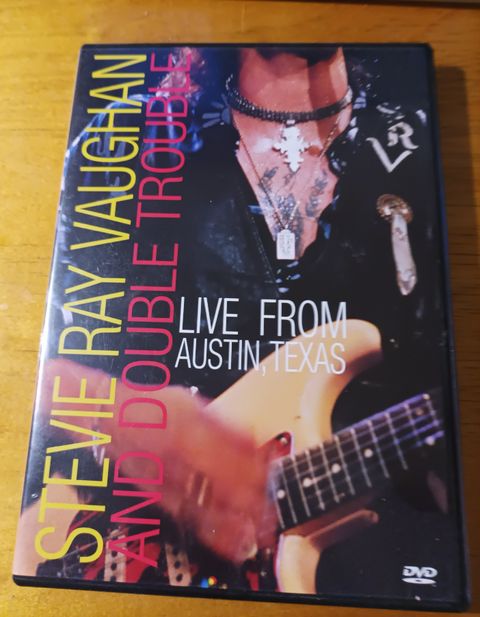 STEVIE RAY VAUGHAN
AND DOUBLE TROUBLE
LIVE FROM
AUSTIN, TEXAS
DVD